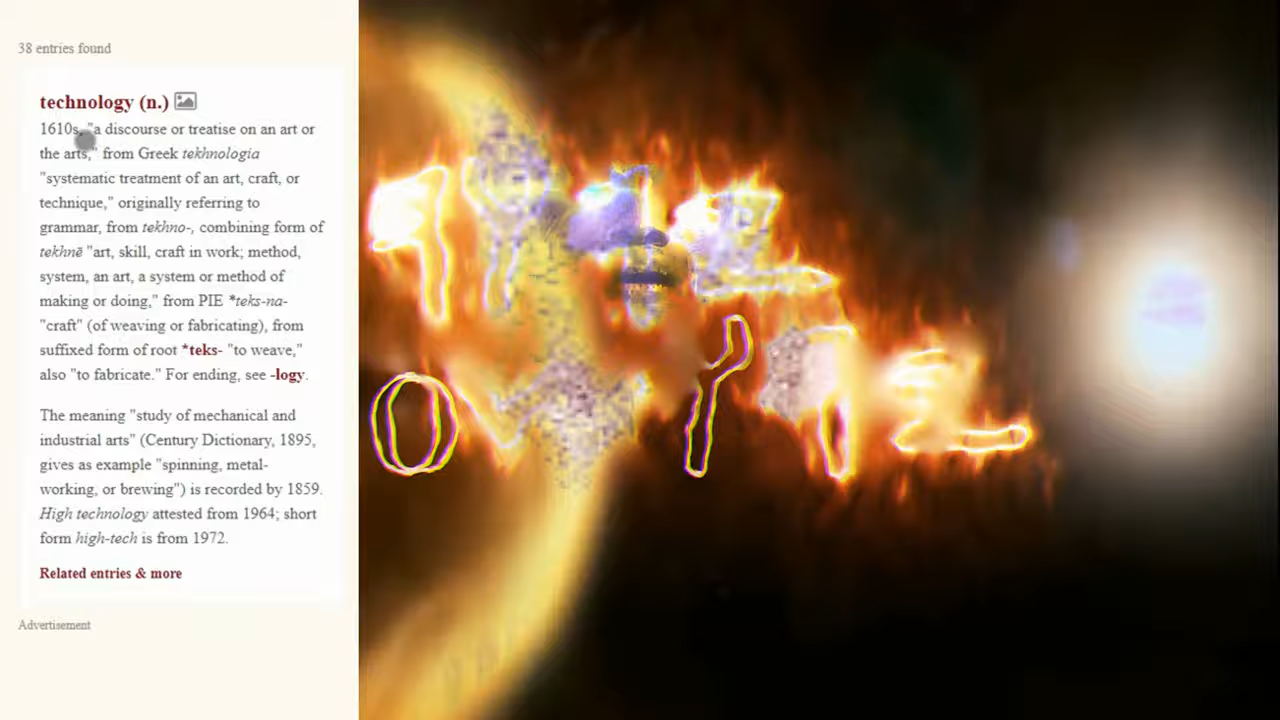 38 entries found
technology (n.)
1610s, "a discourse or treatise on an art or
the arts," from Greek tekhnologia
"systematic treatment of an art, craft, or
technique," originally referring to
grammar, from tekhno-, combining form of
tekhnē "art, skill, craft in work; method,
system, an art, a system or method of
making or doing," from PIE *teks-na-
"craft" (of weaving or fabricating), from
suffixed form of root *teks- "to weave,"
also "to fabricate." For ending, see -logy.
The meaning "study of mechanical and
industrial arts" (Century Dictionary, 1895,
gives as example "spinning, metal-
working, or brewing") is recorded by 1859.
High technology attested from 1964; short
form high-tech is from 1972.
Related entries & more
Advertisement